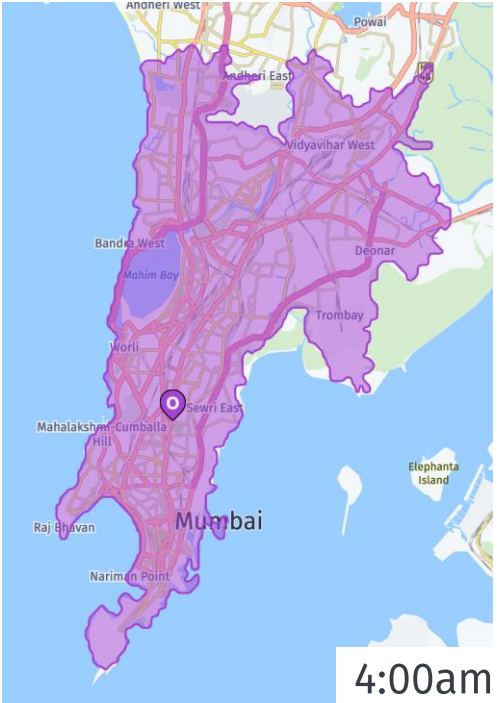 Andheri West
Powai
Andheri East
Vidyavihar West
Bandra West
Deonar
Mahim Bay
Trombay
Worli
O
Sewri East
Mahalakshmi-Cumballa
Hill
Elephanta
Island
Raj Bhavan
Mumbai
Nariman Point
4:00am